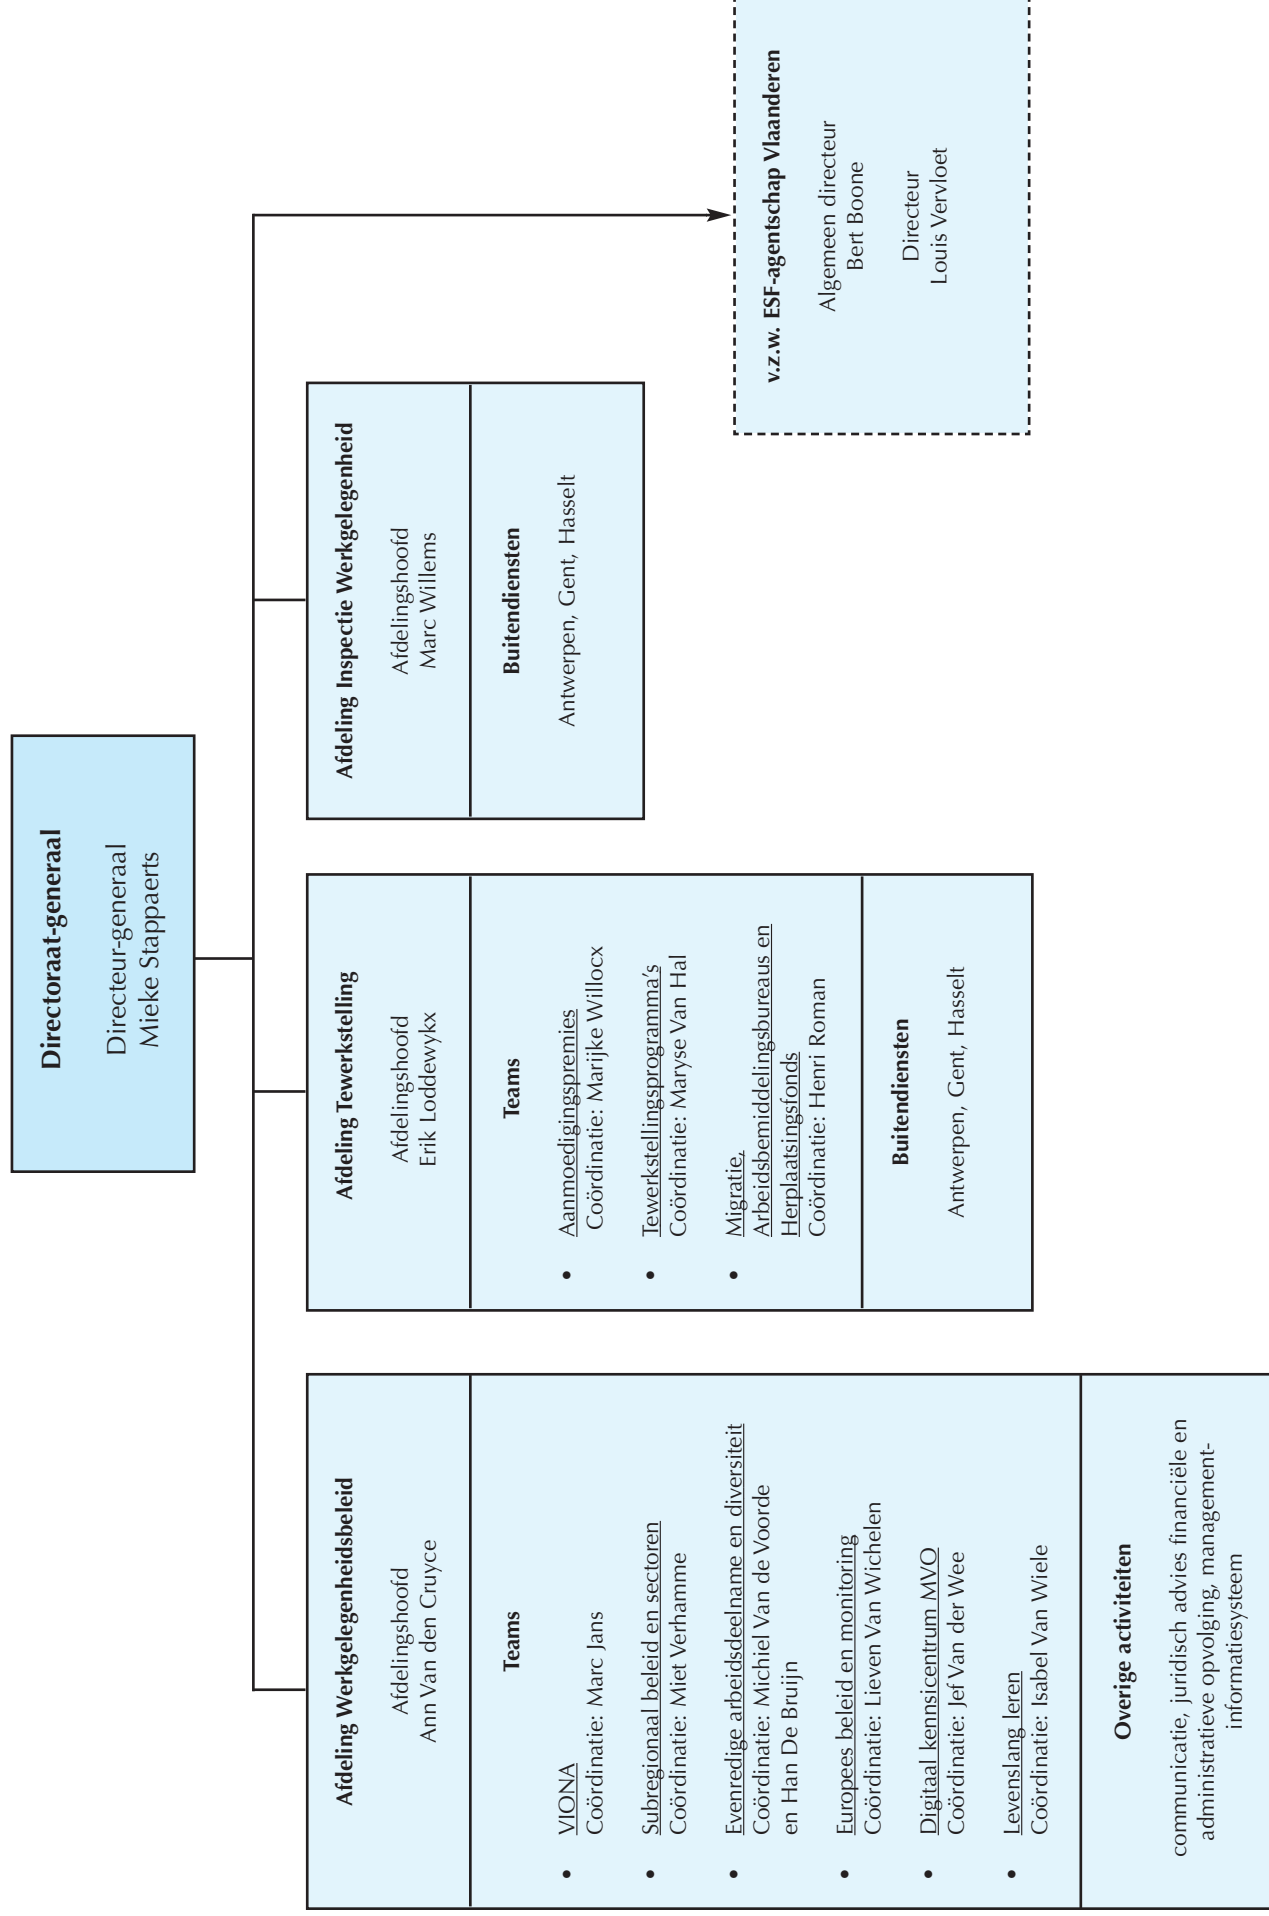 Directoraat-generaal
Directeur-generaal
Mieke Stappaerts
Afdeling Werkgelegenheidsbeleid
Afdelingshoofd
Ann Van den Cruyce
Teams
• VIONA
Coördinatie: Marc Jans
• Subregionaal beleid en sectoren
Coördinatie: Miet Verhamme
• Evenredige arbeidsdeelname en diversiteit
Coördinatie: Michiel Van de Voorde
en Han De Bruijn
• Europees beleid en monitoring
Coördinatie: Lieven Van Wichelen
• Digitaal kennsicentrum MVO
Coördinatie: Jef Van der Wee
• Levenslang leren
Coördinatie: Isabel Van Wiele
Overige activiteiten
communicatie, juridisch advies financiële en
administratieve opvolging, management-
informatiesysteem
Afdeling Tewerkstelling
Afdelingshoofd
Erik Loddewykx
Teams
• Aanmoedigingspremies
Coördinatie: Marijke Willocx
• Tewerkstellingsprogramma's
Coördinatie: Maryse Van Hal
• Migratie,
Arbeidsbemiddelingsbureaus en
Herplaatsingsfonds
Coördinatie: Henri Roman
Buitendiensten
Antwerpen, Gent, Hasselt
Afdeling Inspectie Werkgelegenheid
Afdelingshoofd
Marc Willems
Buitendiensten
Antwerpen, Gent, Hasselt
v.z.w. ESF-agentschap Vlaanderen
Algemeen directeur
Bert Boone
Directeur
Louis Vervloet